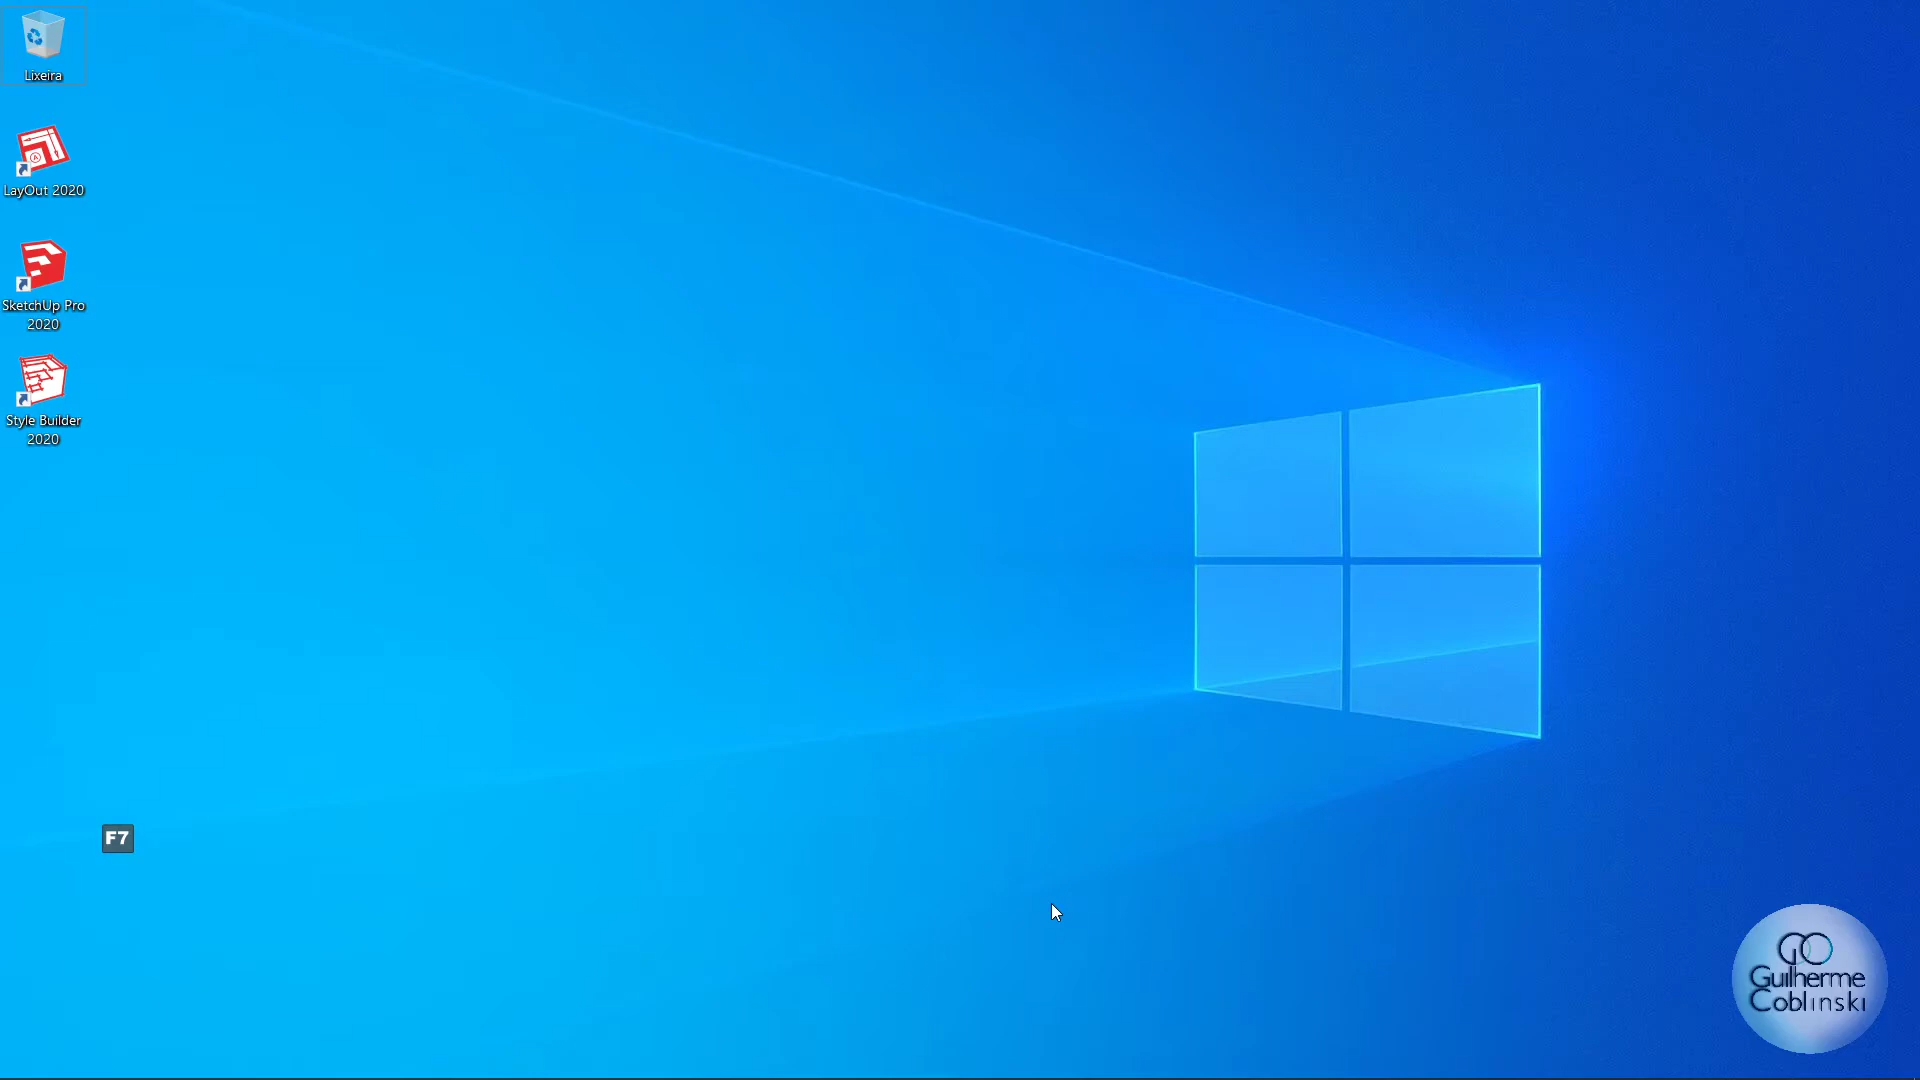 Lixeira
LayOut 2020
SketchUp Pro
2020
Style Builder
2020
F7
Guilherme
Coblinski